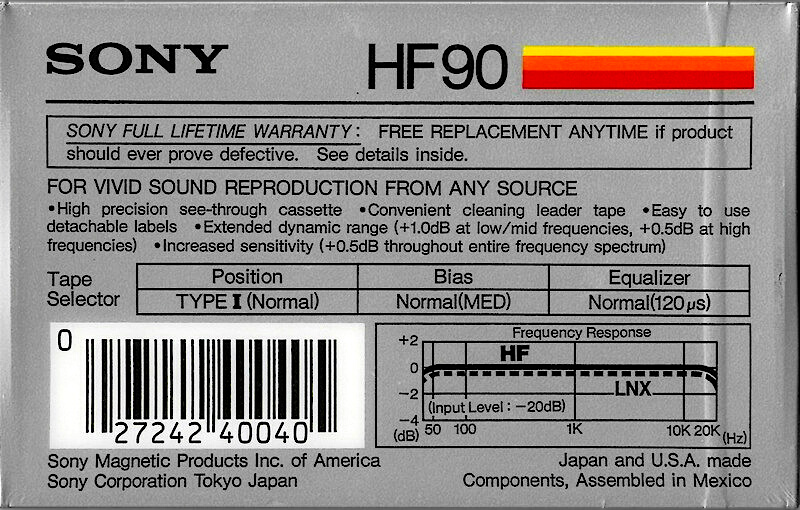 SONY HF90
SONY FULL LIFETIME WARRANTY: FREE REPLACEMENT ANYTIME if product
should ever prove defective. See details inside.
FOR VIVID SOUND REPRODUCTION FROM ANY SOURCE
•High precision see-through cassette •Convenient cleaning leader tape •Easy to use
detachable labels •Extended dynamic range (+1.0dB at low/mid frequencies, +0.5dB at high
frequencies) •Increased sensitivity (+0.5dB throughout entire frequency spectrum)
Tape Selector
Position Bias Equalizer
TYPE I (Normal) Normal(MED) Normal(120μs)
0
27242 40040
Frequency Response
+2
0
−2
−4
(dB)
HF
LNX
(Input Level: −20dB)
50 100 1K 10K 20K (Hz)
Sony Magnetic Products Inc. of America
Sony Corporation Tokyo Japan
Japan and U.S.A. made
Components, Assembled in Mexico